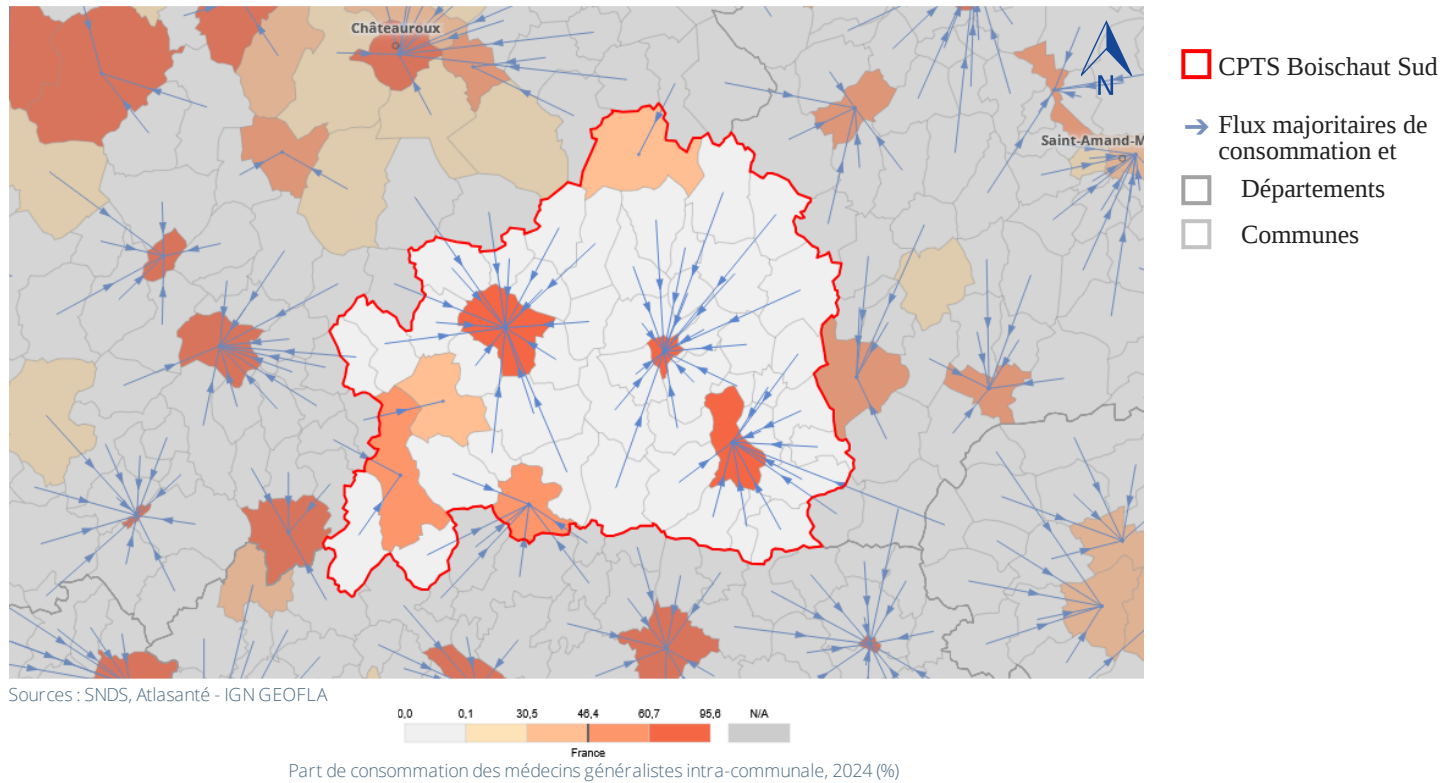 Châteauroux
N
Saint-Amand-M
CPTS Boischaut Sud
Flux majoritaires de
consommation et
Départements
Communes
Sources : SNDS, Atlasanté - IGN GEOFLA
0,0 0,1 30,5 46,4 60,7 95,6 N/A
France
Part de consommation des médecins généralistes intra-communale, 2024 (%)